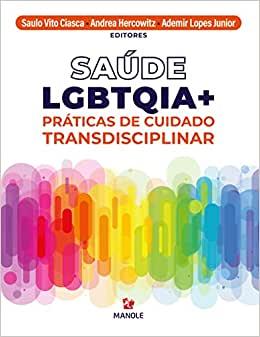 Saulo Vito Ciasca • Andrea Hercowitz • Ademir Lopes Junior
EDITORES
SAÚDE
LGBTQIA+
PRÁTICAS DE CUIDADO
TRANSDISCIPLINAR
MANOLE